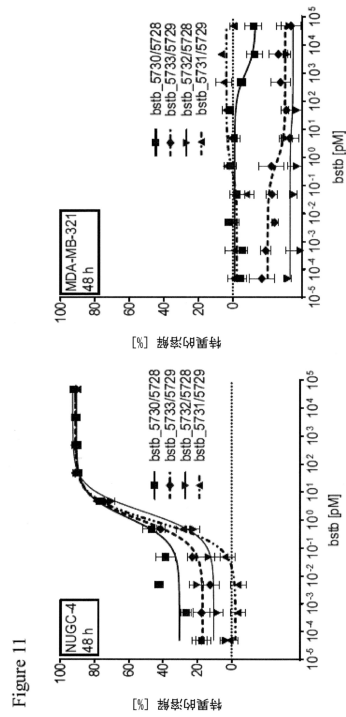 Figure 11
NUGC-4
48 h
特異的溶解 [%]
100
80
60
40
20
0
bstb_5730/5728
bstb_5733/5729
bstb_5732/5728
bstb_5731/5729
10-5 10-4 10-3 10-2 10-1 100 101 102 103 104 105
bstb [pM]
MDA-MB-321
48 h
特異的溶解 [%]
100
80
60
40
20
0
bstb_5730/5728
bstb_5733/5729
bstb_5732/5728
bstb_5731/5729
10-5 10-4 10-3 10-2 10-1 100 101 102 103 104 105
bstb [pM]